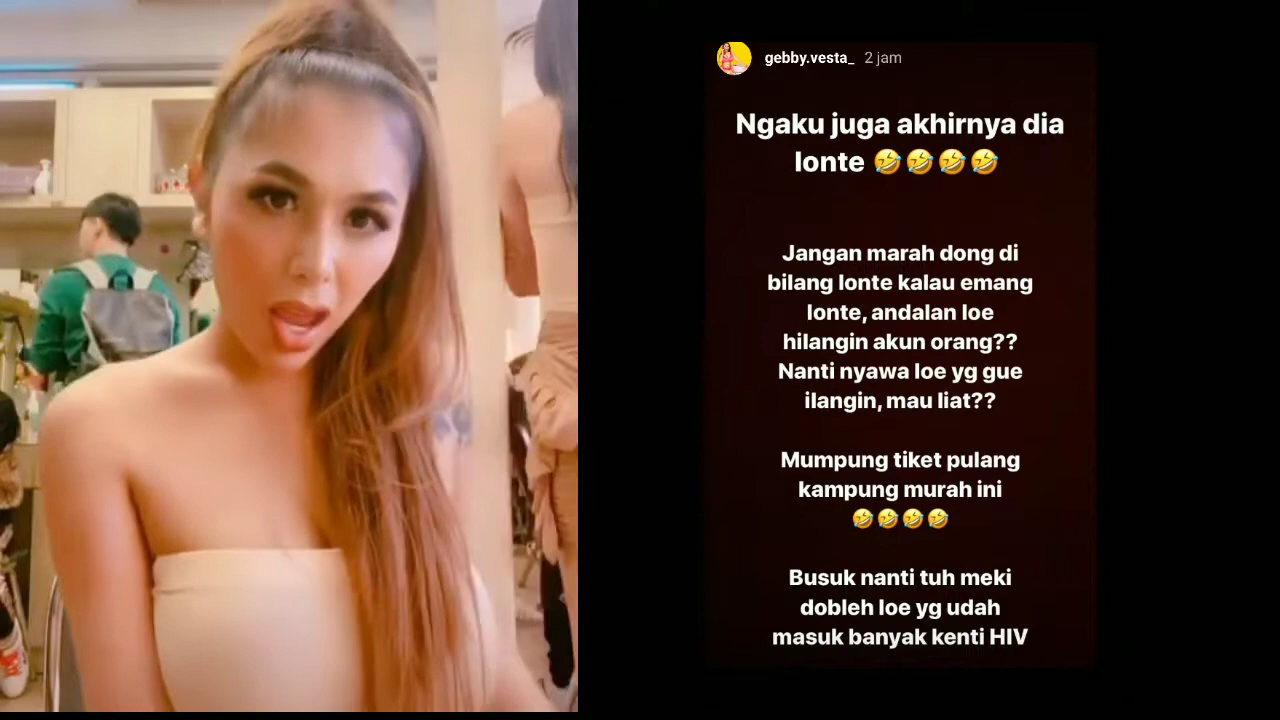 gebby.vesta_ 2 jam
Ngaku juga akhirnya dia
lonte 🤣🤣🤣🤣
Jangan marah dong di
bilang lonte kalau emang
lonte, andalan loe
hilangin akun orang??
Nanti nyawa loe yg gue
ilangin, mau liat??
Mumpung tiket pulang
kampung murah ini
🤣🤣🤣🤣
Busuk nanti tuh meki
dobleh loe yg udah
masuk banyak kenti HIV